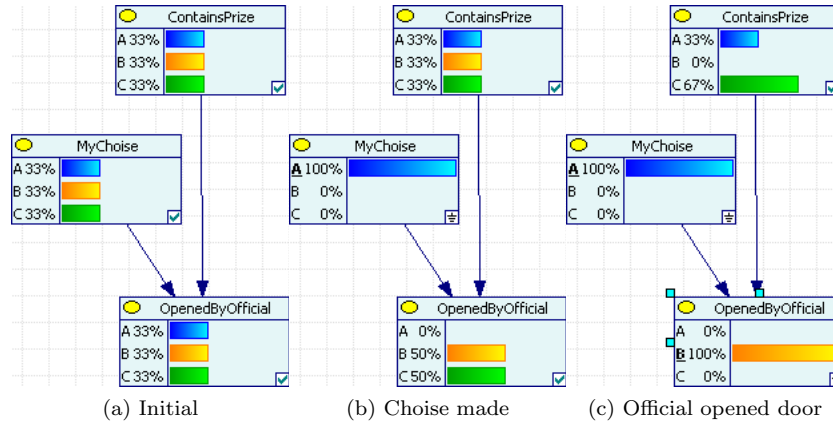 ContainsPrize
A 33%
B 33%
C 33%
MyChoise
A 33%
B 33%
C 33%
OpenedByOfficial
A 33%
B 33%
C 33%
(a) Initial
ContainsPrize
A 33%
B 33%
C 33%
MyChoise
A 100%
B 0%
C 0%
OpenedByOfficial
A 0%
B 50%
C 50%
(b) Choise made
ContainsPrize
A 33%
B 0%
C 67%
MyChoise
A 100%
B 0%
C 0%
OpenedByOfficial
A 0%
B 100%
C 0%
(c) Official opened door